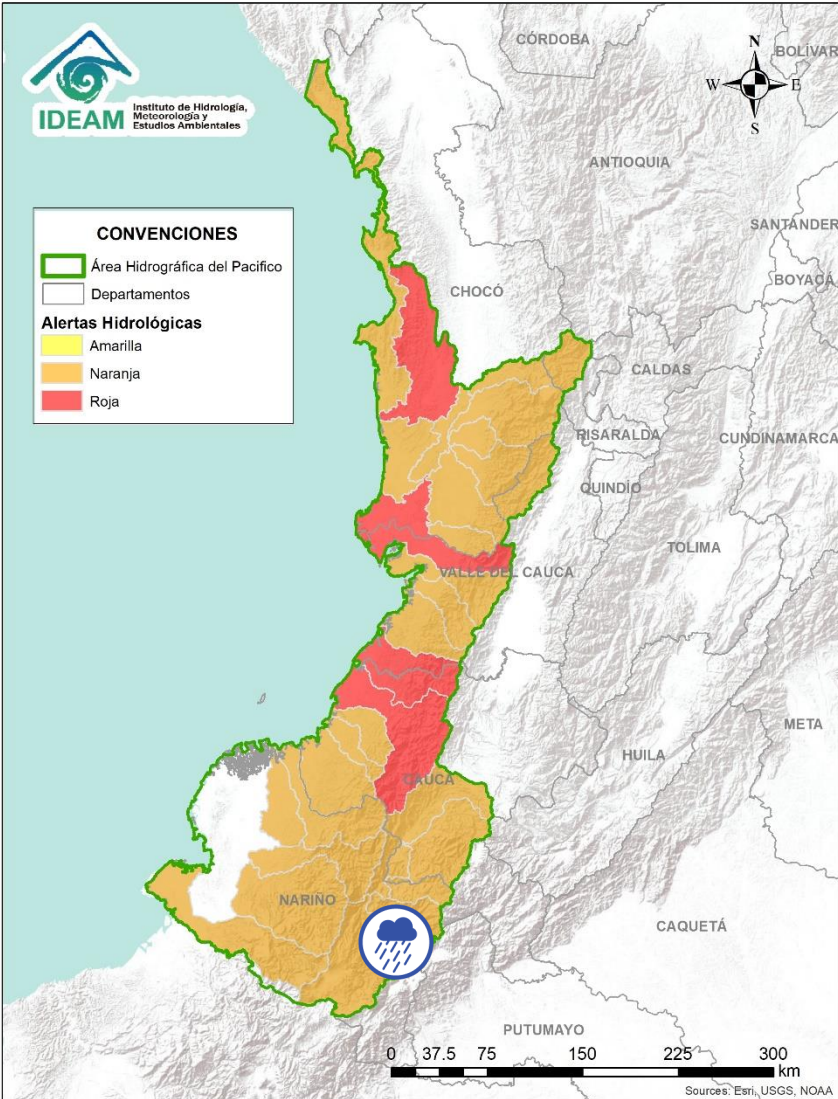 CÓRDOBA
BOLÍVAR
N
W
E
S
IDEAM
Instituto de Hidrología,
Meteorología y
Estudios Ambientales
ANTIOQUIA
SANTANDER
CONVENCIONES
Área Hidrográfica del Pacifico
Departamentos
Alertas Hidrológicas
Amarilla
Naranja
Roja
BOYACÁ
CHOCÓ
CALDAS
RISARALDA
CUNDINAMARCA
QUINDÍO
TOLIMA
VALLE DEL CAUCA
META
HUILA
CAUCA
NARIÑO
CAQUETÁ
PUTUMAYO
0 37.5 75 150 225 300
km
Sources: Esri, USGS, NOAA